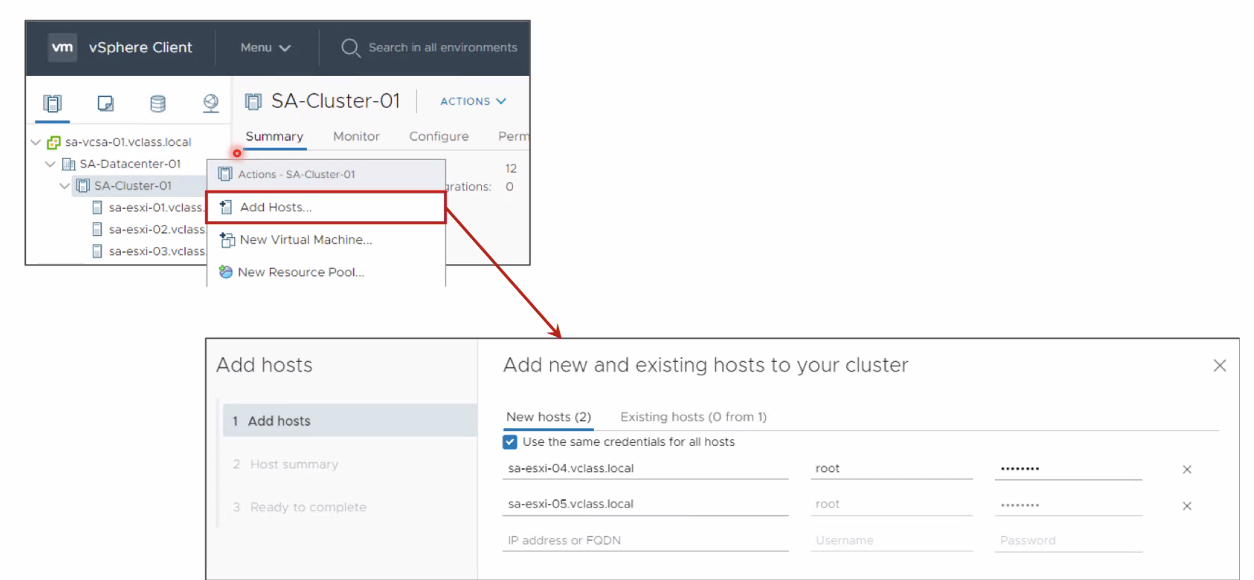 vm vSphere Client Menu Search in all environments
SA-Cluster-01 ACTIONS
Summary Monitor Configure Perm
sa-vcsa-01.vclass.local
SA-Datacenter-01
SA-Cluster-01
sa-esxi-01.vclass.
sa-esxi-02.vclass.
sa-esxi-03.vclass.
12
grations: 0
Actions - SA-Cluster-01
Add Hosts...
New Virtual Machine...
New Resource Pool...
Add hosts
1 Add hosts
2 Host summary
3 Ready to complete
Add new and existing hosts to your cluster
New hosts (2) Existing hosts (0 from 1)
Use the same credentials for all hosts
sa-esxi-04.vclass.local root ••••••••
sa-esxi-05.vclass.local root ••••••••
IP address or FQDN Username Password